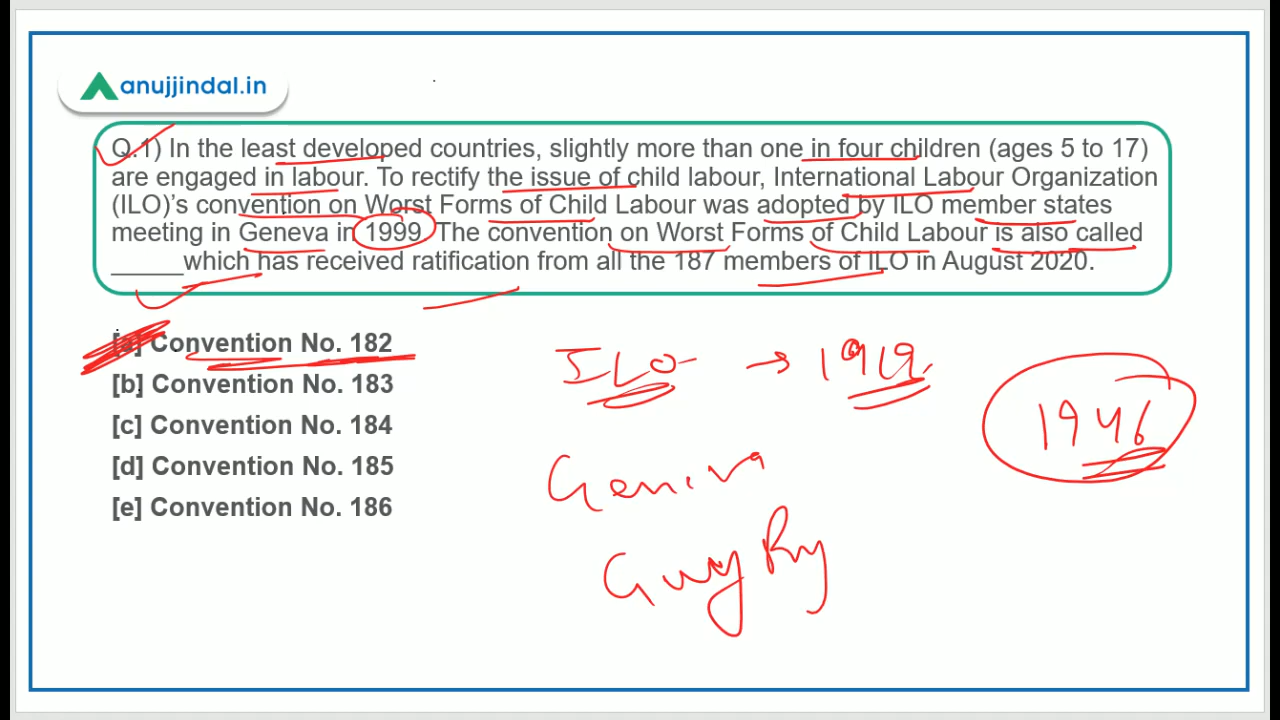 anujjindal.in
Q.1) In the least developed countries, slightly more than one in four children (ages 5 to 17)
are engaged in labour. To rectify the issue of child labour, International Labour Organization
(ILO)'s convention on Worst Forms of Child Labour was adopted by ILO member states
meeting in Geneva in 1999. The convention on Worst Forms of Child Labour is also called
_____which has received ratification from all the 187 members of ILO in August 2020.
[a] Convention No. 182
[b] Convention No. 183
[c] Convention No. 184
[d] Convention No. 185
[e] Convention No. 186
ILO → 1919
1946
Geneva
Guy